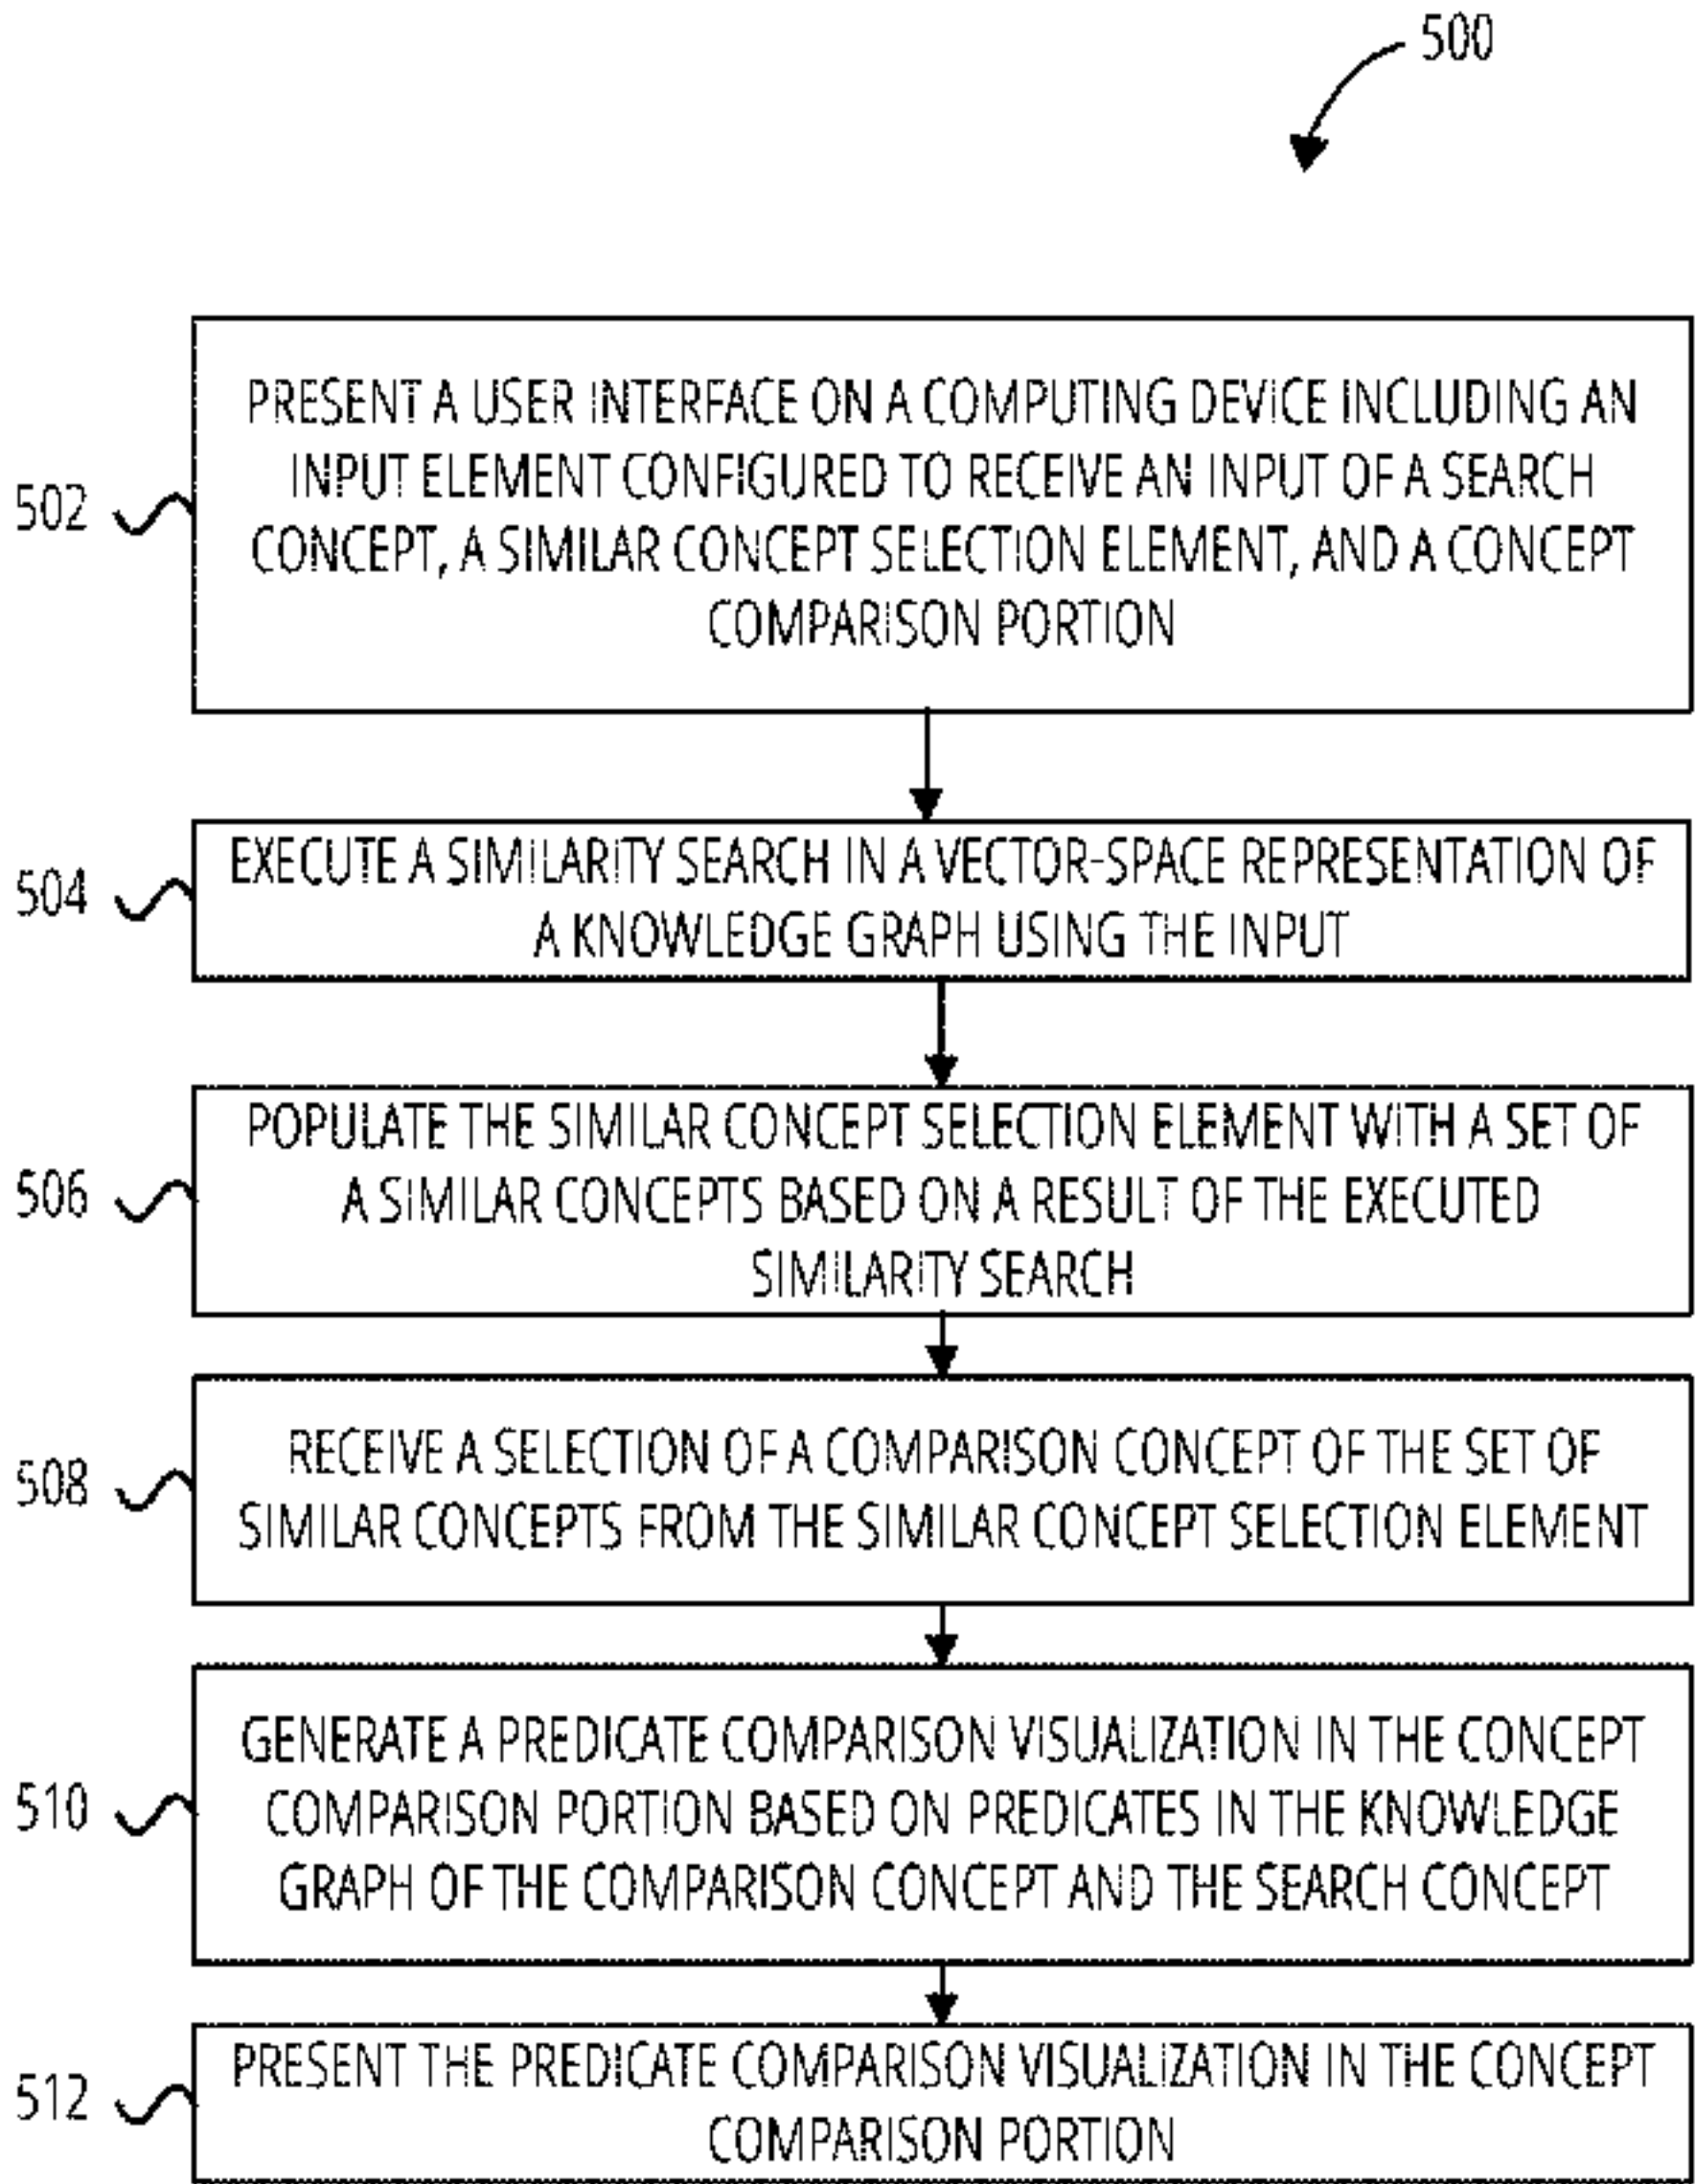 500
502
PRESENT A USER INTERFACE ON A COMPUTING DEVICE INCLUDING AN
INPUT ELEMENT CONFIGURED TO RECEIVE AN INPUT OF A SEARCH
CONCEPT, A SIMILAR CONCEPT SELECTION ELEMENT, AND A CONCEPT
COMPARISON PORTION
504
EXECUTE A SIMILARITY SEARCH IN A VECTOR-SPACE REPRESENTATION OF
A KNOWLEDGE GRAPH USING THE INPUT
506
POPULATE THE SIMILAR CONCEPT SELECTION ELEMENT WITH A SET OF
A SIMILAR CONCEPTS BASED ON A RESULT OF THE EXECUTED
SIMILARITY SEARCH
508
RECEIVE A SELECTION OF A COMPARISON CONCEPT OF THE SET OF
SIMILAR CONCEPTS FROM THE SIMILAR CONCEPT SELECTION ELEMENT
510
GENERATE A PREDICATE COMPARISON VISUALIZATION IN THE CONCEPT
COMPARISON PORTION BASED ON PREDICATES IN THE KNOWLEDGE
GRAPH OF THE COMPARISON CONCEPT AND THE SEARCH CONCEPT
512
PRESENT THE PREDICATE COMPARISON VISUALIZATION IN THE CONCEPT
COMPARISON PORTION